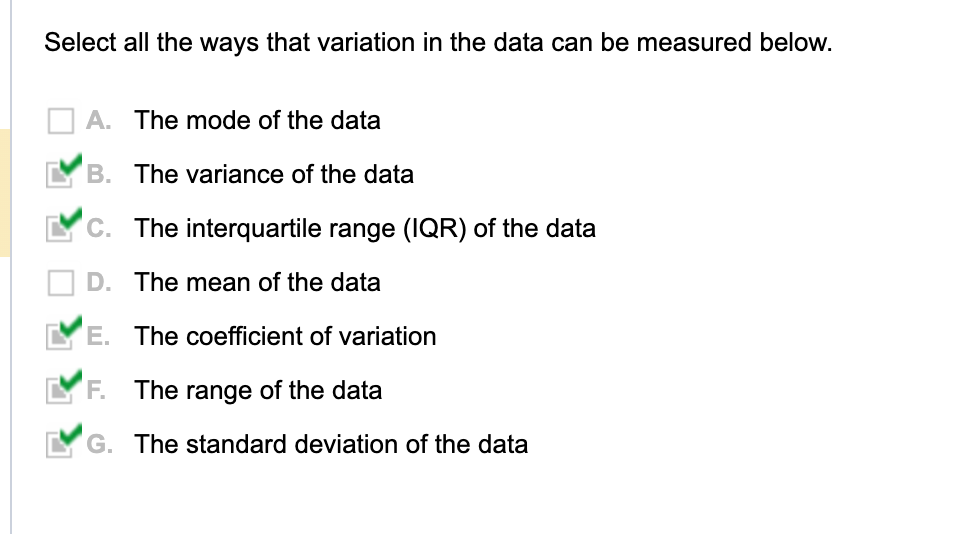 Select all the ways that variation in the data can be measured below.
A. The mode of the data
B. The variance of the data
C. The interquartile range (IQR) of the data
D. The mean of the data
E. The coefficient of variation
F. The range of the data
G. The standard deviation of the data